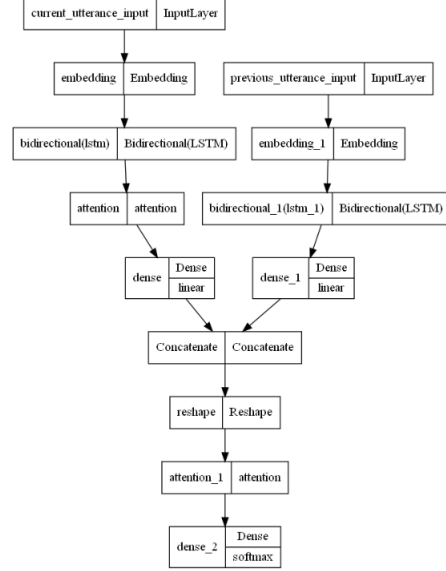 current_utterance_input InputLayer
embedding Embedding
previous_utterance_input InputLayer
bidirectional(lstm) Bidirectional(LSTM)
embedding_1 Embedding
attention attention
bidirectional_1(lstm_1) Bidirectional(LSTM)
dense Dense
linear
dense_1 Dense
linear
Concatenate Concatenate
reshape Reshape
attention_1 attention
dense_2 Dense
softmax